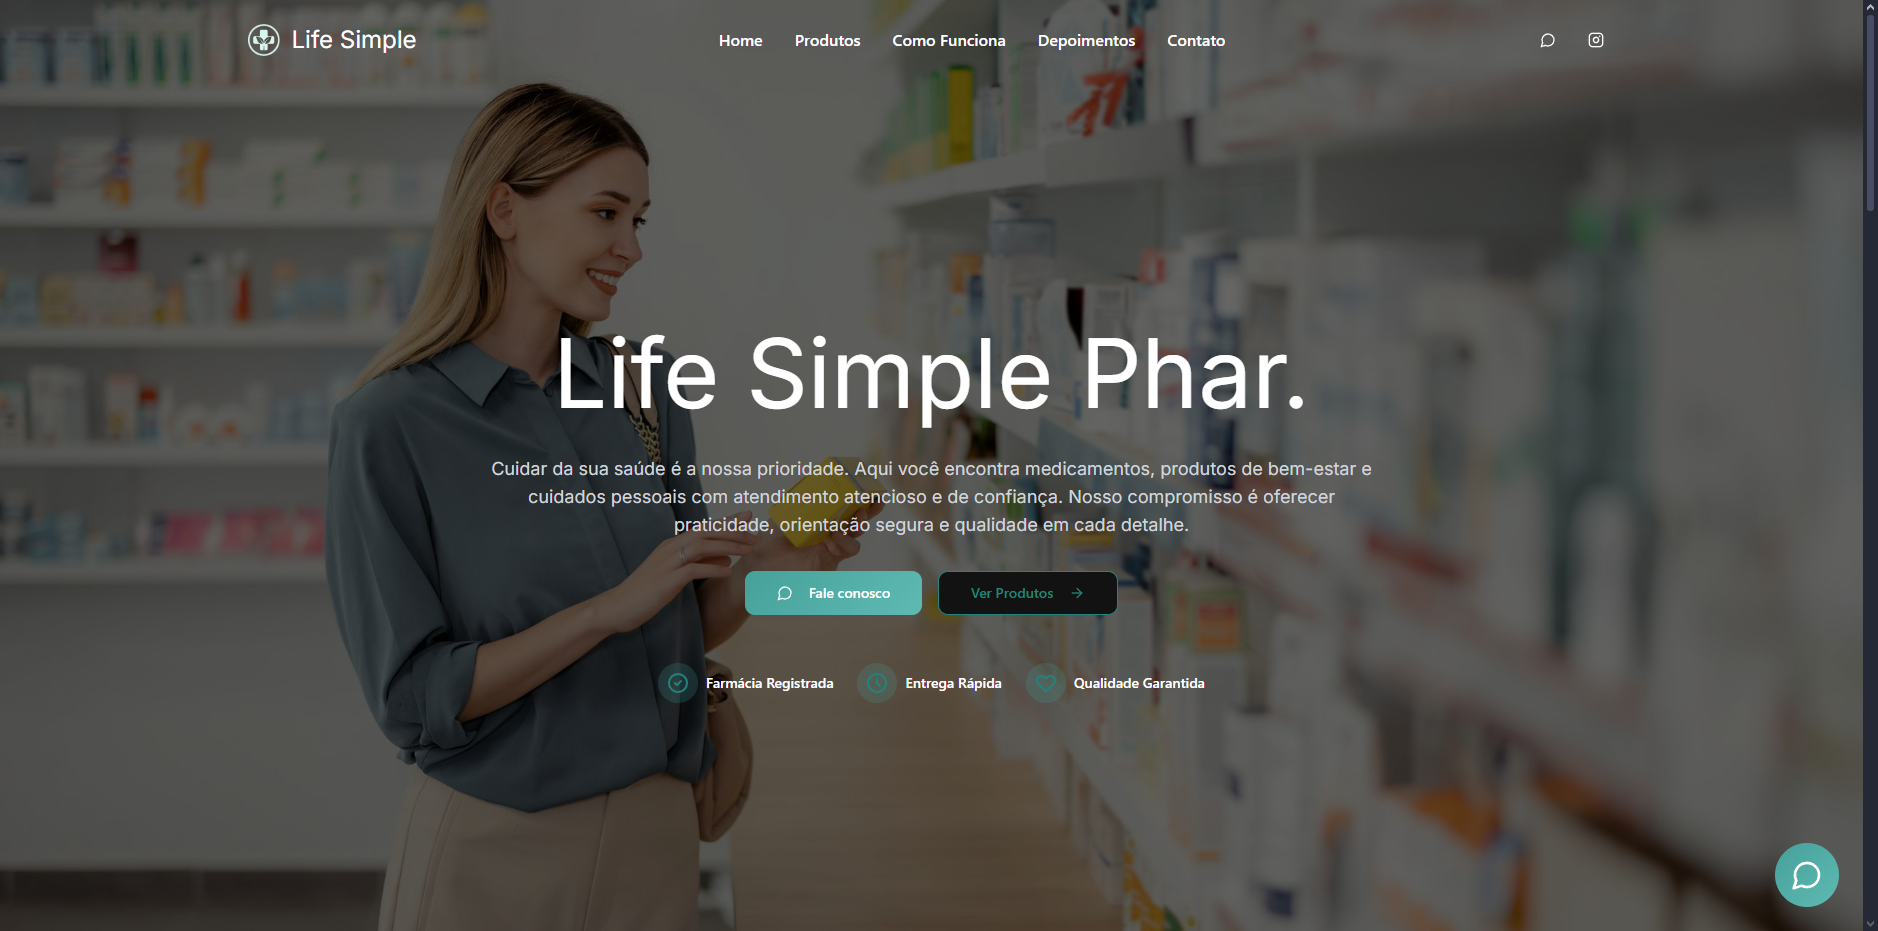 Life Simple
Home
Produtos
Como Funciona
Depoimentos
Contato
Life Simple Phar.
Cuidar da sua saúde é a nossa prioridade. Aqui você encontra medicamentos, produtos de bem-estar e
cuidados pessoais com atendimento atencioso e de confiança. Nosso compromisso é oferecer
praticidade, orientação segura e qualidade em cada detalhe.
Fale conosco
Ver Produtos
Farmácia Registrada
Entrega Rápida
Qualidade Garantida